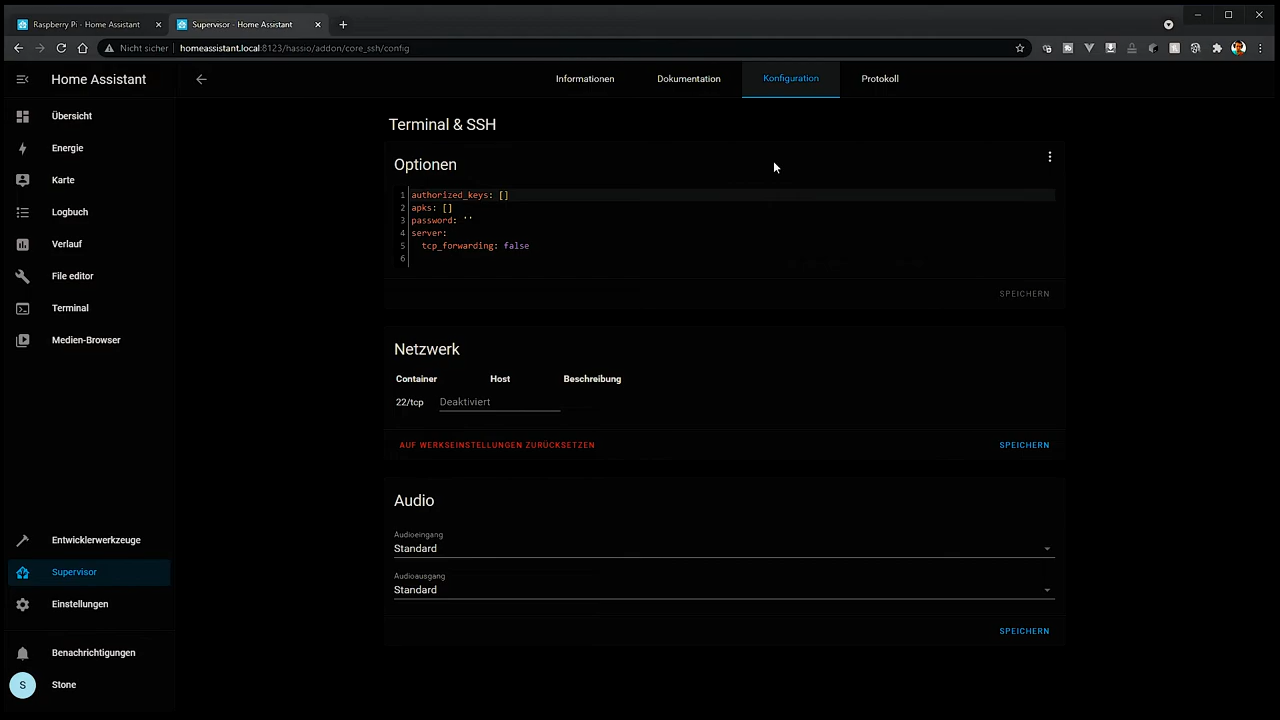 Raspberry Pi - Home Assistant
Supervisor - Home Assistant
Nicht sicher
homeassistant.local:8123/hassio/addon/core_ssh/config
Home Assistant
Informationen
Dokumentation
Konfiguration
Protokoll
Übersicht
Energie
Karte
Logbuch
Verlauf
File editor
Terminal
Medien-Browser
Entwicklerwerkzeuge
Supervisor
Einstellungen
Benachrichtigungen
S
Stone
Terminal & SSH
Optionen
1 authorized_keys: []
2 apks: []
3 password: ''
4 server:
5 tcp_forwarding: false
6
SPEICHERN
Netzwerk
Container Host Beschreibung
22/tcp Deaktiviert
AUF WERKSEINSTELLUNGEN ZURÜCKSETZEN SPEICHERN
Audio
Audioeingang
Standard
Audioausgang
Standard
SPEICHERN